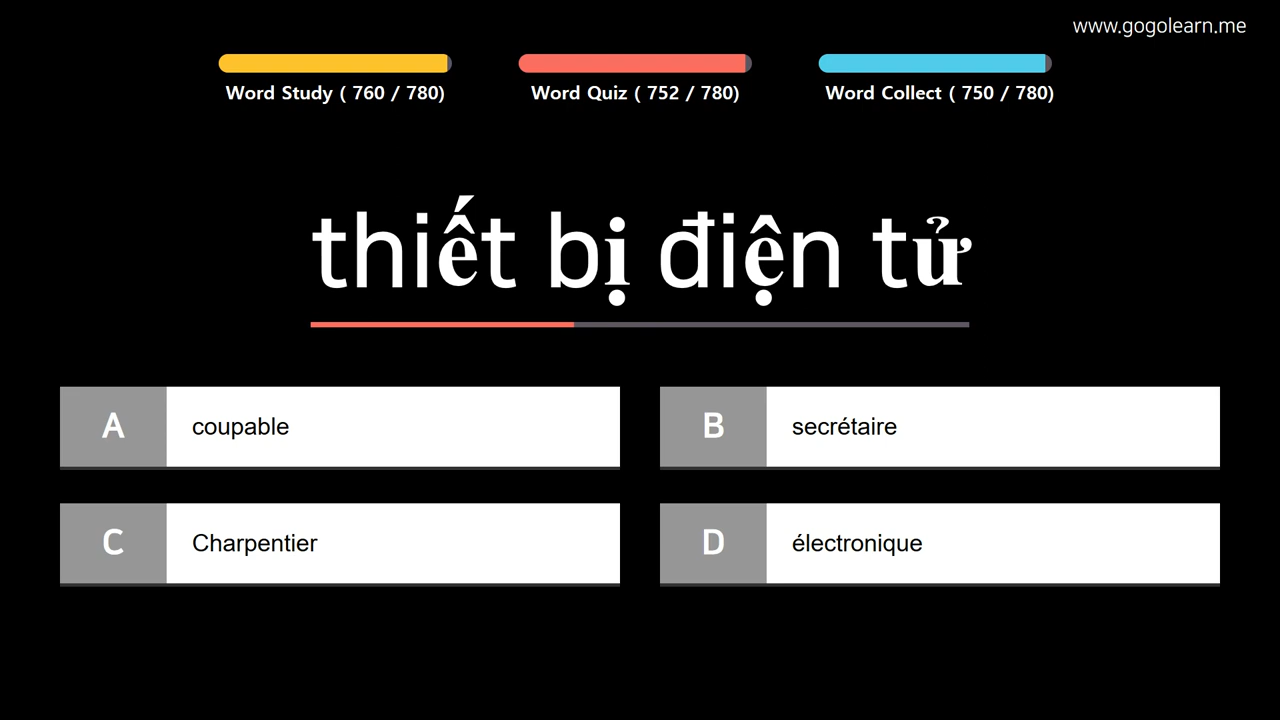 www.gogolearn.me
Word Study ( 760 / 780)
Word Quiz ( 752 / 780)
Word Collect ( 750 / 780)
thiết bị điện tử
A coupable
B secrétaire
C Charpentier
D électronique